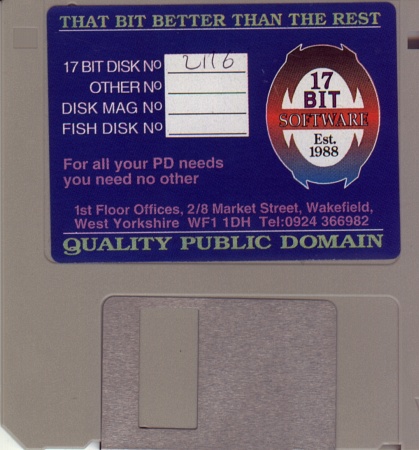 THAT BIT BETTER THAN THE REST
17 BIT DISK No 2116
OTHER No
DISK MAG No
FISH DISK No
17
BIT
SOFTWARE
Est.
1988
For all your PD needs
you need no other
1st Floor Offices, 2/8 Market Street, Wakefield,
West Yorkshire WF1 1DH Tel:0924 366982
QUALITY PUBLIC DOMAIN